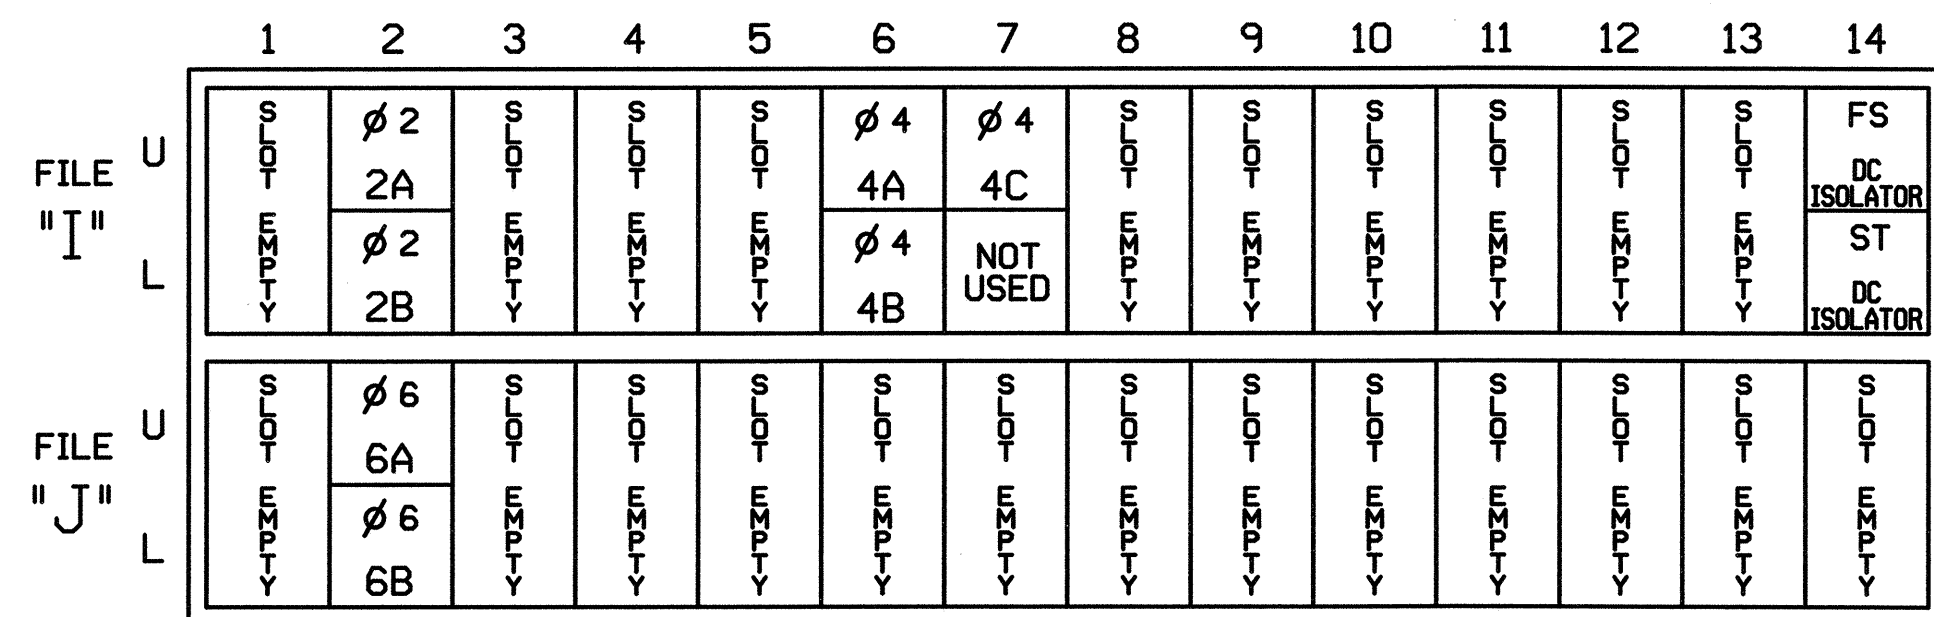 1 2 3 4 5 6 7 8 9 10 11 12 13 14
FILE "I"
U
L
SLOT EMPTY
ø 2
2A
ø 2
2B
SLOT EMPTY
SLOT EMPTY
SLOT EMPTY
ø 4
4A
ø 4
4B
ø 4
4C
NOT
USED
SLOT EMPTY
SLOT EMPTY
SLOT EMPTY
SLOT EMPTY
SLOT EMPTY
SLOT EMPTY
FS
DC
ISOLATOR
ST
DC
ISOLATOR
FILE "J"
U
L
SLOT EMPTY
ø 6
6A
ø 6
6B
SLOT EMPTY
SLOT EMPTY
SLOT EMPTY
SLOT EMPTY
SLOT EMPTY
SLOT EMPTY
SLOT EMPTY
SLOT EMPTY
SLOT EMPTY
SLOT EMPTY
SLOT EMPTY
SLOT EMPTY